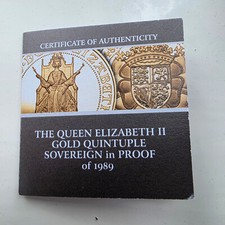 CERTIFICATE OF AUTHENTICITY
THE QUEEN ELIZABETH II
GOLD QUINTUPLE
SOVEREIGN in PROOF
of 1989